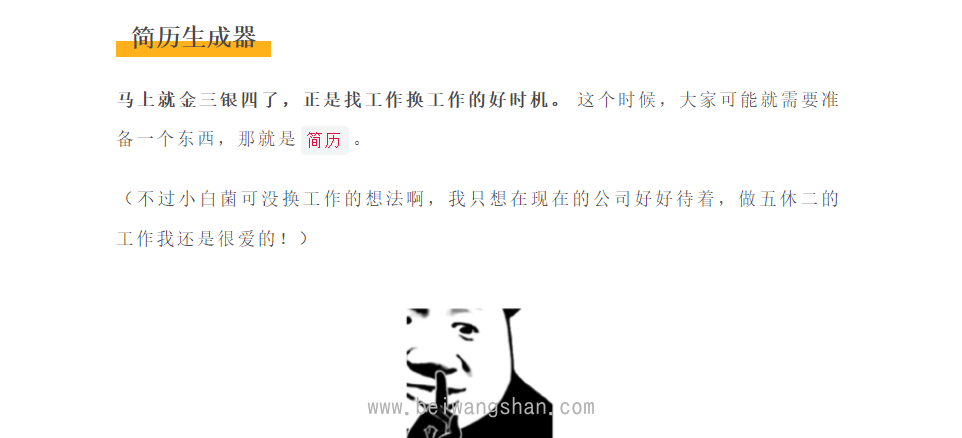 简历生成器
马上就金三银四了，正是找工作换工作的好时机。 这个时候，大家可能就需要准
备一个东西，那就是 简历 。
（不过小白菌可没换工作的想法啊，我只想在现在的公司好好待着，做五休二的
工作我还是很爱的！）
www.beiwangshan.com